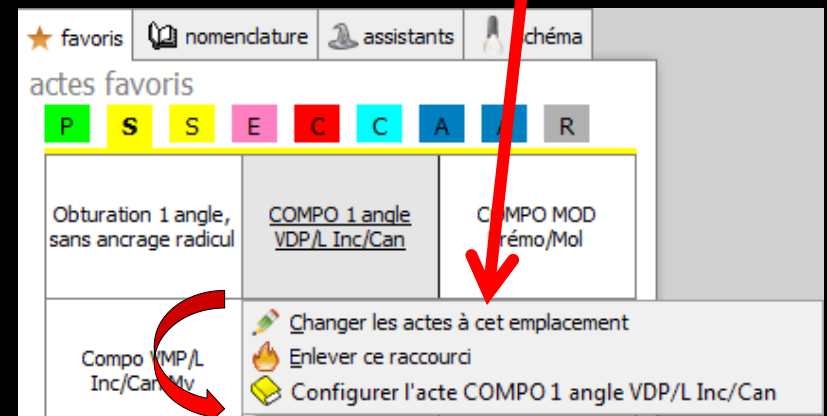 favoris nomenclature assistants schéma
actes favoris
P S S E C C A A R
Obturation 1 angle,
sans ancrage radicul
COMPO 1 angle
VDP/L Inc/Can
COMPO MOD
Prémo/Mol
Compo VMP/L
Inc/Can My
Changer les actes à cet emplacement
Enlever ce raccourci
Configurer l'acte COMPO 1 angle VDP/L Inc/Can